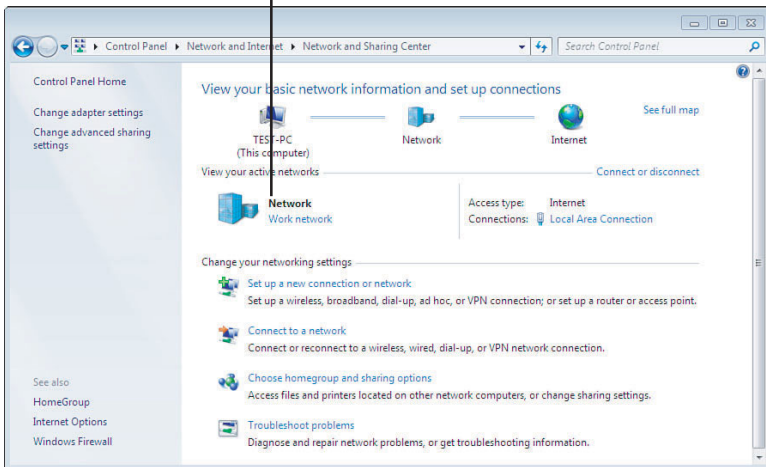 Control Panel ▸ Network and Internet ▸ Network and Sharing Center
Search Control Panel
Control Panel Home
Change adapter settings
Change advanced sharing
settings
See also
HomeGroup
Internet Options
Windows Firewall
View your basic network information and set up connections
See full map
TEST-PC
(This computer)
Network
Internet
View your active networks
Connect or disconnect
Network
Work network
Access type: Internet
Connections: Local Area Connection
Change your networking settings
Set up a new connection or network
Set up a wireless, broadband, dial-up, ad hoc, or VPN connection; or set up a router or access point.
Connect to a network
Connect or reconnect to a wireless, wired, dial-up, or VPN network connection.
Choose homegroup and sharing options
Access files and printers located on other network computers, or change sharing settings.
Troubleshoot problems
Diagnose and repair network problems, or get troubleshooting information.